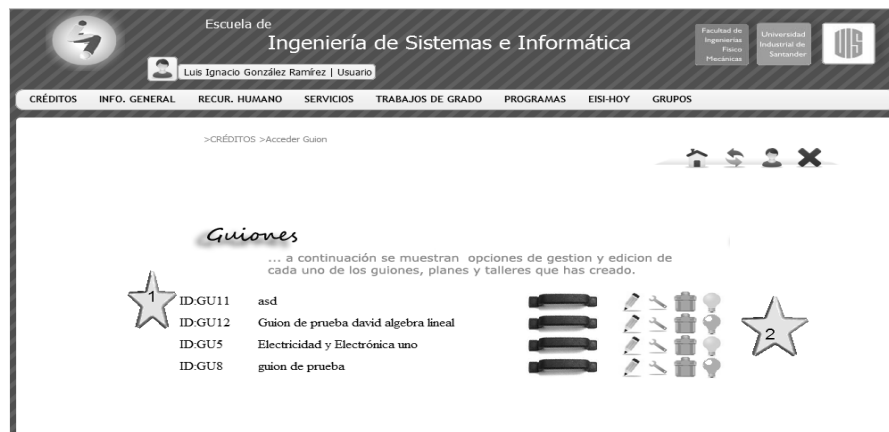 Escuela de
Ingeniería de Sistemas e Informática
Facultad de
Ingenierías
Físico
Mecánicas
Universidad
Industrial de
Santander
UIS
Luis Ignacio González Ramírez | Usuario
CRÉDITOS INFO. GENERAL RECUR. HUMANO SERVICIOS TRABAJOS DE GRADO PROGRAMAS EISI-HOY GRUPOS
>CRÉDITOS >Acceder Guion
Guiones
... a continuación se muestran opciones de gestion y edicion de
cada uno de los guiones, planes y talleres que has creado.
1
ID:GU11 asd
ID:GU12 Guion de prueba david algebra lineal
ID:GU5 Electricidad y Electrónica uno
ID:GU8 guion de prueba
2